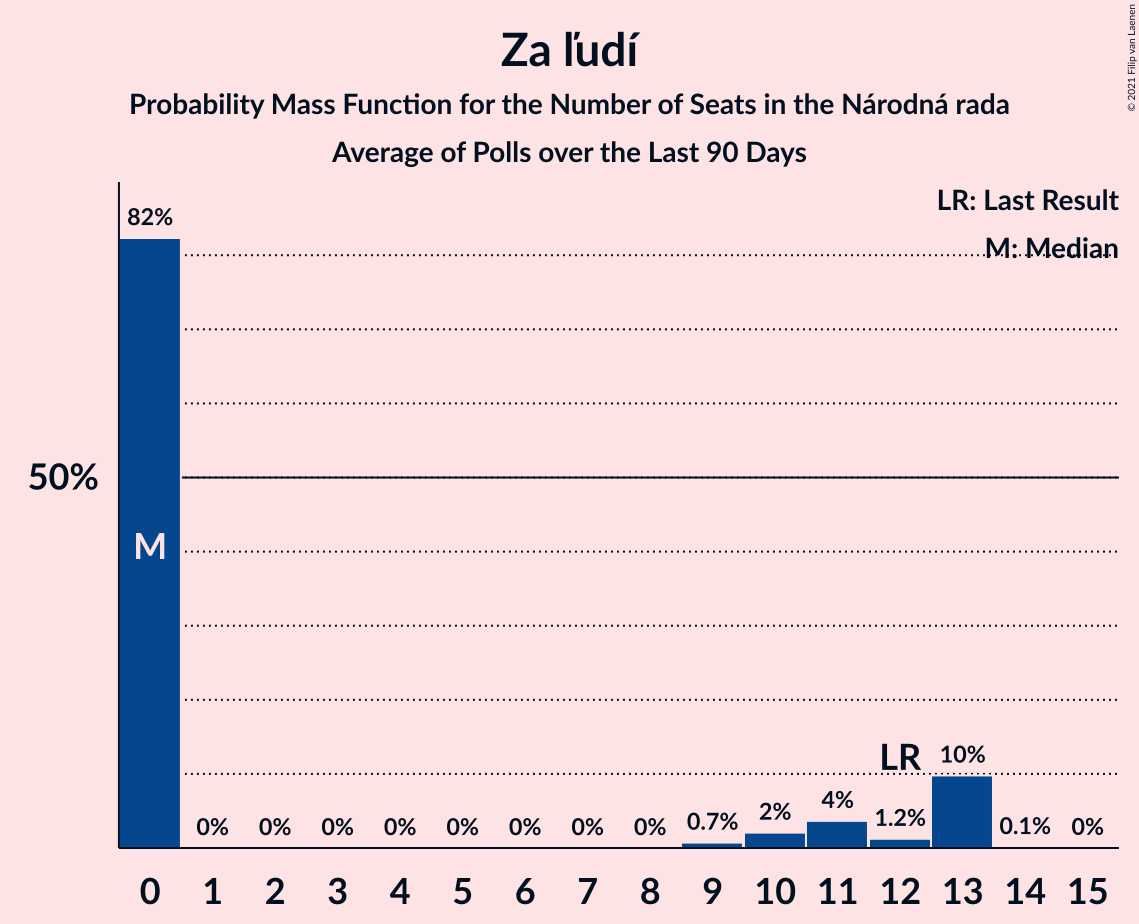 Za ľudí
Probability Mass Function for the Number of Seats in the Národná rada
Average of Polls over the Last 90 Days
© 2021 Filip van Laenen
LR: Last Result
M: Median
82%
50%
M
LR
0% 0% 0% 0% 0% 0% 0% 0% 0.7% 2% 4% 1.2% 10% 0.1% 0%
0 1 2 3 4 5 6 7 8 9 10 11 12 13 14 15